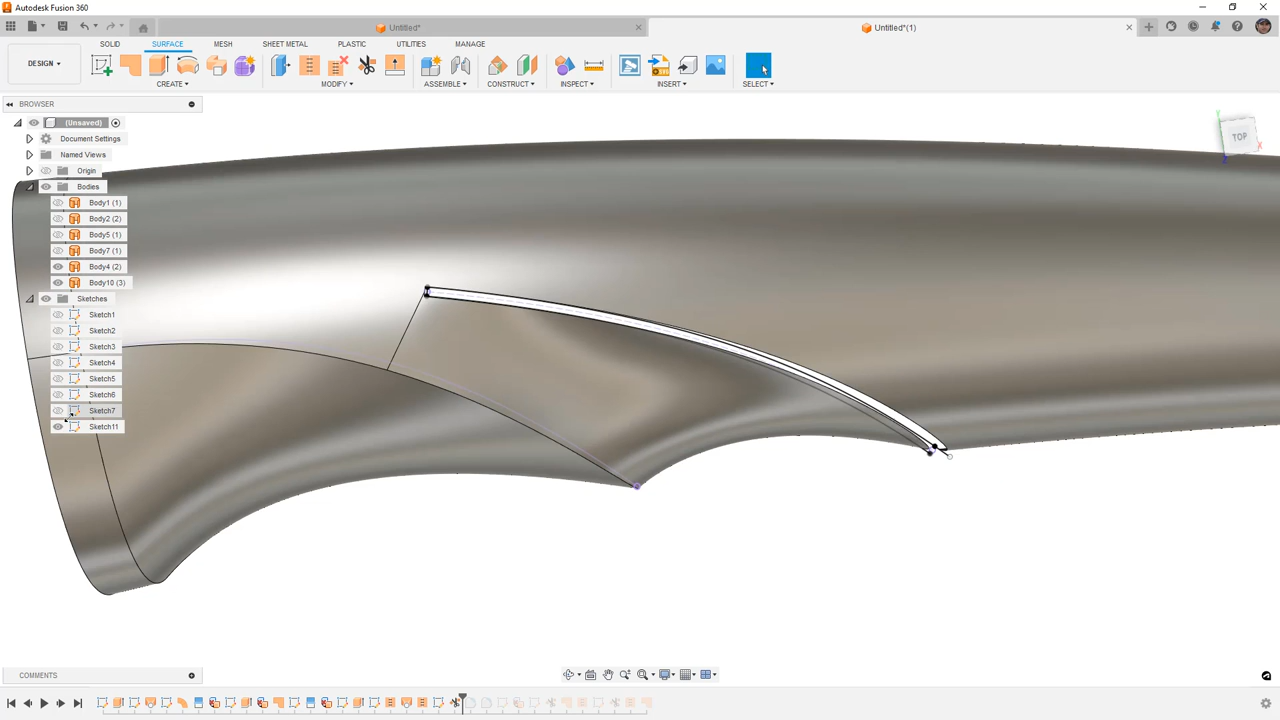 Autodesk Fusion 360
Untitled*
Untitled*(1)
SOLID SURFACE MESH SHEET METAL PLASTIC UTILITIES MANAGE
DESIGN
CREATE MODIFY ASSEMBLE CONSTRUCT INSPECT INSERT SELECT
BROWSER
(Unsaved)
Document Settings
Named Views
Origin
Bodies
Body1 (1)
Body2 (2)
Body5 (1)
Body7 (1)
Body4 (2)
Body10 (3)
Sketches
Sketch1
Sketch2
Sketch3
Sketch4
Sketch5
Sketch6
Sketch7
Sketch11
TOP
Y
X
Z
COMMENTS